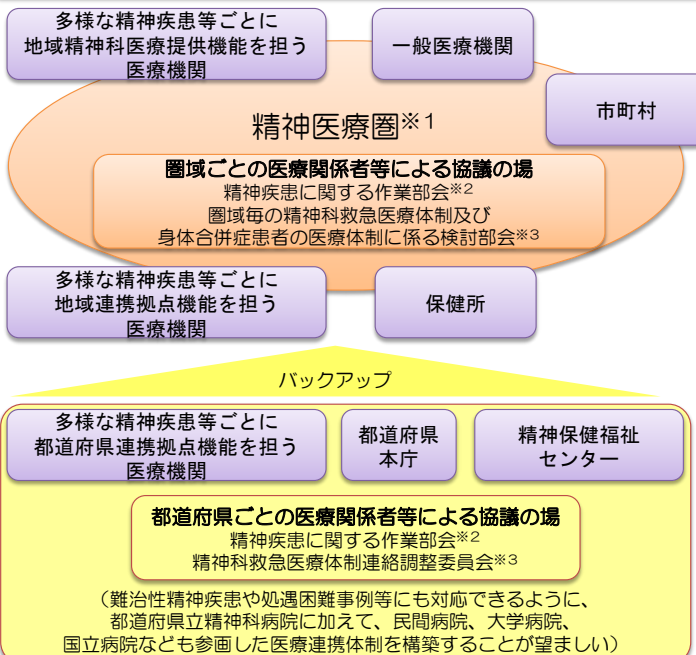 多様な精神疾患等ごとに
地域精神科医療提供機能を担う
医療機関
一般医療機関
市町村
精神医療圏※1
圏域ごとの医療関係者等による協議の場
精神疾患に関する作業部会※2
圏域毎の精神科救急医療体制及び
身体合併症患者の医療体制に係る検討部会※3
多様な精神疾患等ごとに
地域連携拠点機能を担う
医療機関
保健所
バックアップ
多様な精神疾患等ごとに
都道府県連携拠点機能を担う
医療機関
都道府県
本庁
精神保健福祉
センター
都道府県ごとの医療関係者等による協議の場
精神疾患に関する作業部会※2
精神科救急医療体制連絡調整委員会※3
（難治性精神疾患や処遇困難事例等にも対応できるように、
都道府県立精神科病院に加えて、民間病院、大学病院、
国立病院なども参画した医療連携体制を構築することが望ましい）